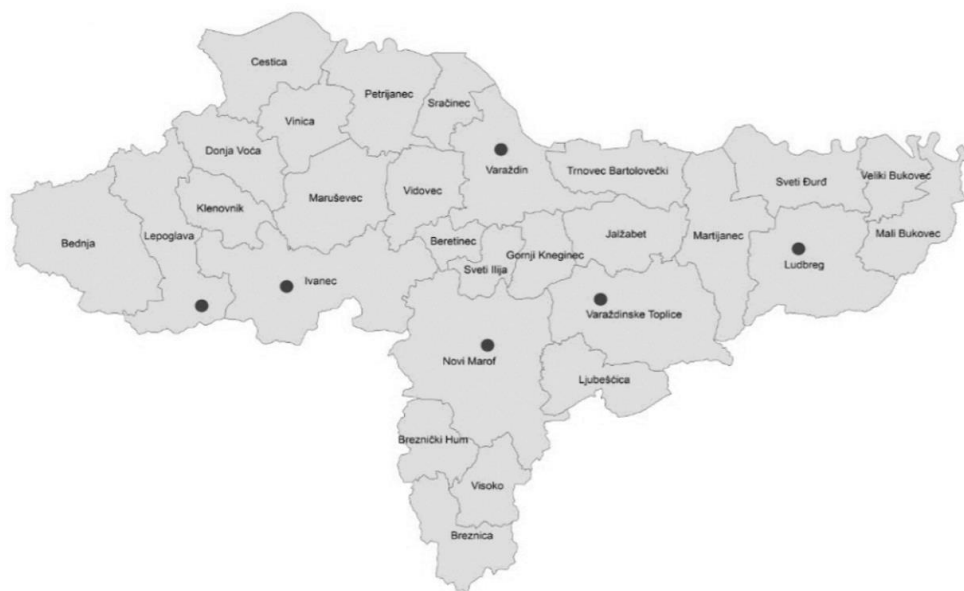 Cestica
Petrijanec
Sračinec
Vinica
Donja Voća
Varaždin
Trnovec Bartolovečki
Sveti Đurđ
Veliki Bukovec
Maruševec
Vidovec
Klenovnik
Mali Bukovec
Bednja
Lepoglava
Beretinec
Gornji Kneginec
Jalžabet
Martijanec
Sveti Ilija
Ludbreg
Ivanec
Varaždinske Toplice
Novi Marof
Ljubešćica
Breznički Hum
Visoko
Breznica